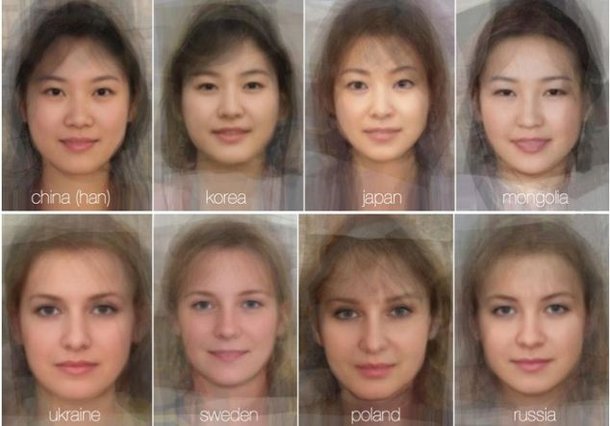 china (han)
korea
japan
mongolia
ukraine
sweden
poland
russia